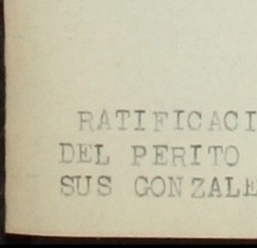 RATIFICACI
DEL PERITO
SUS GONZALE